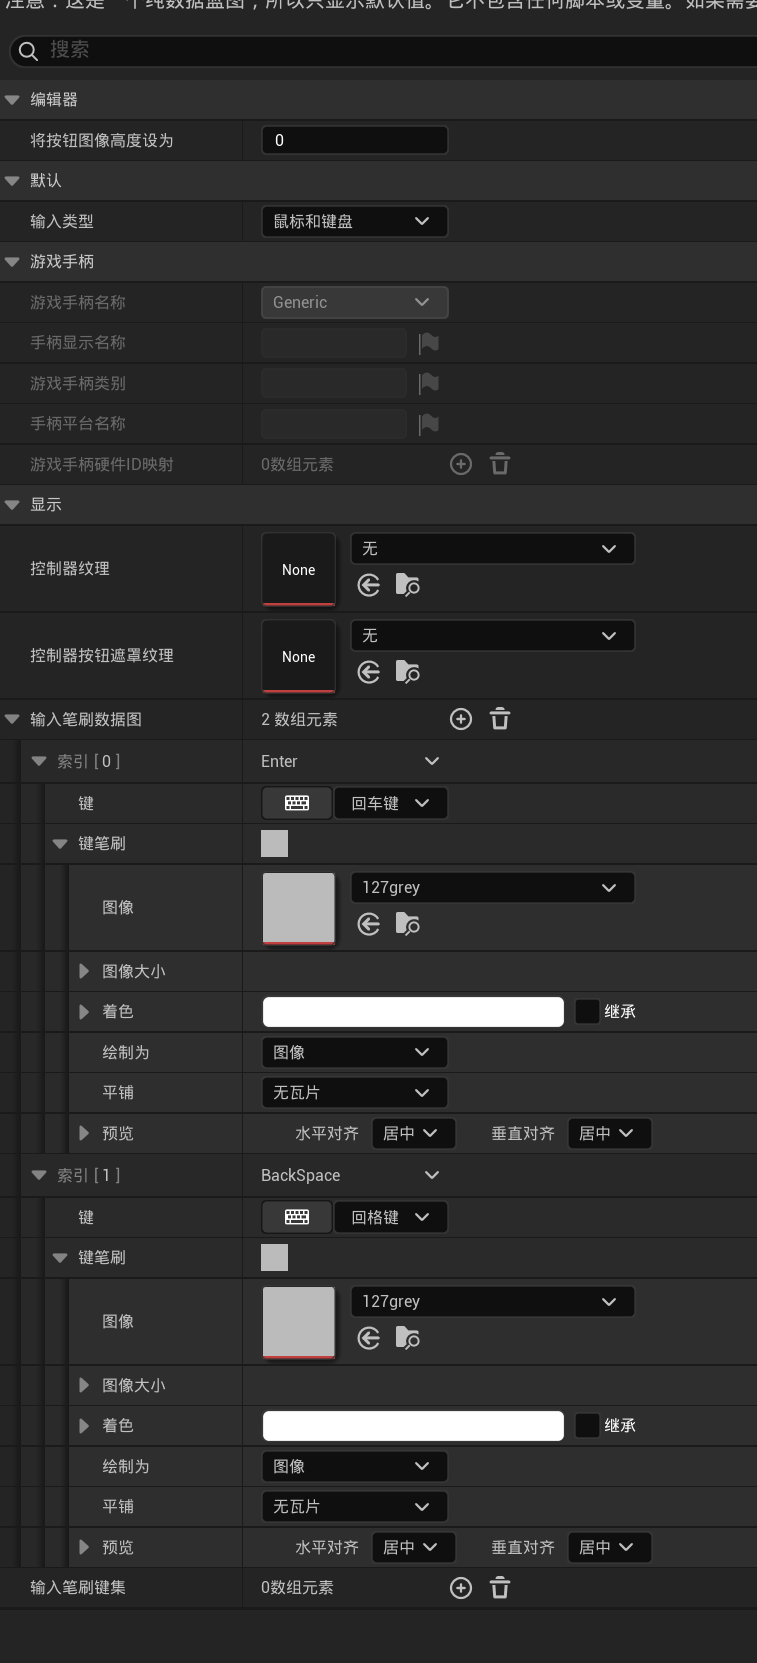 注意：这是一个纯数据蓝图，所以只显示默认值。它不包含任何脚本或变量。如果需要
搜索
编辑器
将按钮图像高度设为 0
默认
输入类型 鼠标和键盘
游戏手柄
游戏手柄名称 Generic
手柄显示名称
游戏手柄类别
手柄平台名称
游戏手柄硬件ID映射 0数组元素
显示
控制器纹理 None 无
控制器按钮遮罩纹理 None 无
输入笔刷数据图 2 数组元素
索引 [ 0 ] Enter
键 回车键
键笔刷
图像 127grey
图像大小
着色 继承
绘制为 图像
平铺 无瓦片
预览 水平对齐 居中 垂直对齐 居中
索引 [ 1 ] BackSpace
键 回格键
键笔刷
图像 127grey
图像大小
着色 继承
绘制为 图像
平铺 无瓦片
预览 水平对齐 居中 垂直对齐 居中
输入笔刷键集 0数组元素